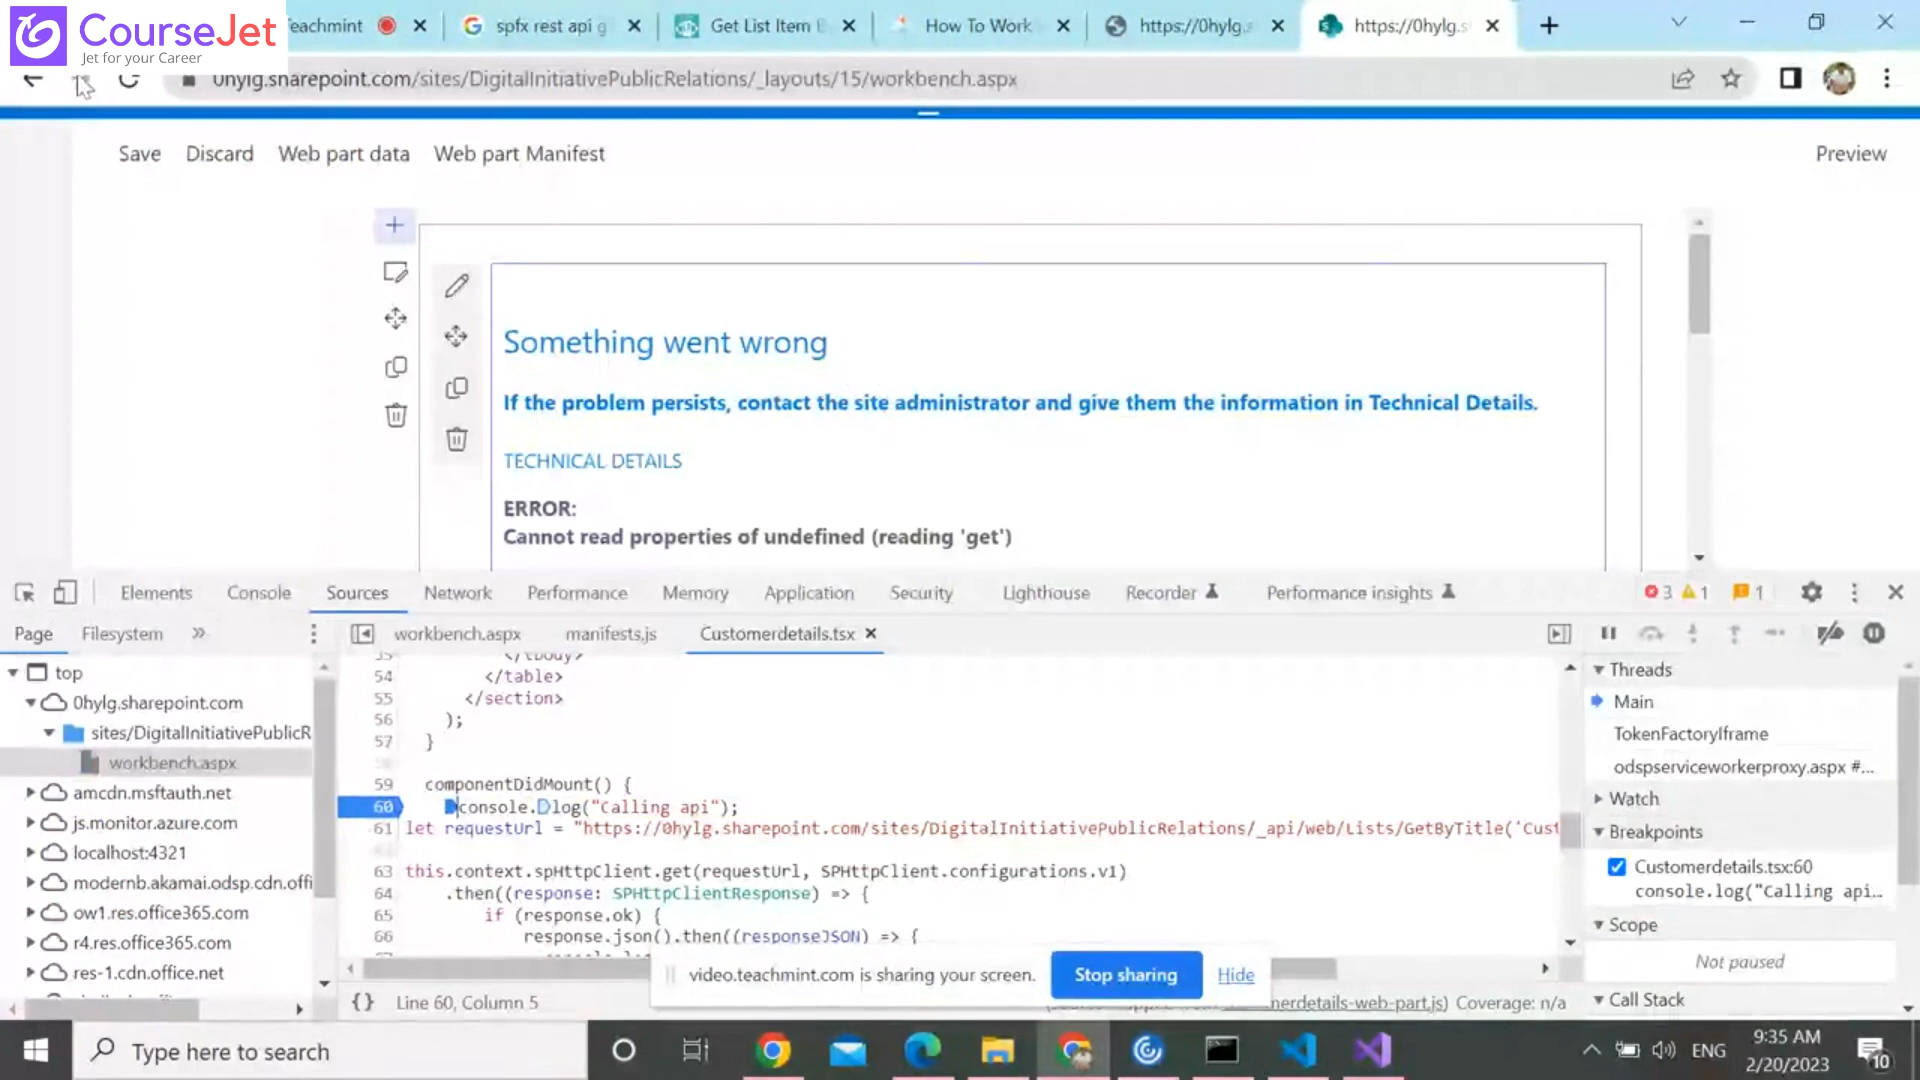 CourseJet
Jet for your Career
Teachmint
spfx rest api g
Get List Item B
How To Work
https://0hylg.s
https://0hylg.s
0hylg.sharepoint.com/sites/DigitalInitiativePublicRelations/_layouts/15/workbench.aspx
Save Discard Web part data Web part Manifest Preview
Something went wrong
If the problem persists, contact the site administrator and give them the information in Technical Details.
TECHNICAL DETAILS
ERROR:
Cannot read properties of undefined (reading 'get')
Elements Console Sources Network Performance Memory Application Security Lighthouse Recorder Performance insights 3 1 1
Page Filesystem
workbench.aspx manifests.js Customerdetails.tsx
top
0hylg.sharepoint.com
sites/DigitalInitiativePublicR
workbench.aspx
amcdn.msftauth.net
js.monitor.azure.com
localhost:4321
modernb.akamai.odsp.cdn.offi
ow1.res.office365.com
r4.res.office365.com
res-1.cdn.office.net
53 </tbody>
54 </table>
55 </section>
56 );
57 }
59 componentDidMount() {
60 console.log("Calling api");
61 let requestUrl = "https://0hylg.sharepoint.com/sites/DigitalInitiativePublicRelations/_api/web/Lists/GetByTitle('Cust
63 this.context.spHttpClient.get(requestUrl, SPHttpClient.configurations.v1)
64 .then((response: SPHttpClientResponse) => {
65 if (response.ok) {
66 response.json().then((responseJSON) => {
{} Line 60, Column 5
merdetails-web-part.js) Coverage: n/a
video.teachmint.com is sharing your screen. Stop sharing Hide
Threads
Main
TokenFactoryIframe
odspserviceworkerproxy.aspx #...
Watch
Breakpoints
Customerdetails.tsx:60
console.log("Calling api...
Scope
Not paused
Call Stack
Type here to search
ENG
9:35 AM
2/20/2023
10